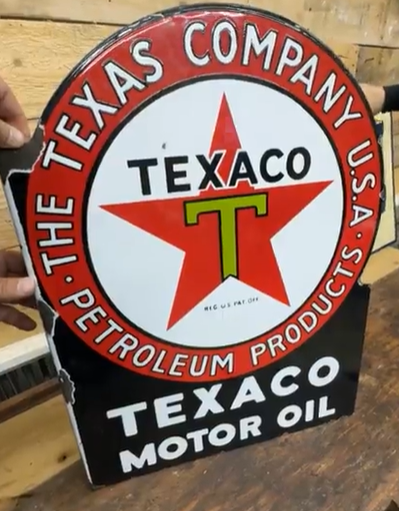 THE TEXAS COMPANY U.S.A.
PETROLEUM PRODUCTS
TEXACO
T
REG. U.S. PAT. OFF.
TEXACO
MOTOR OIL